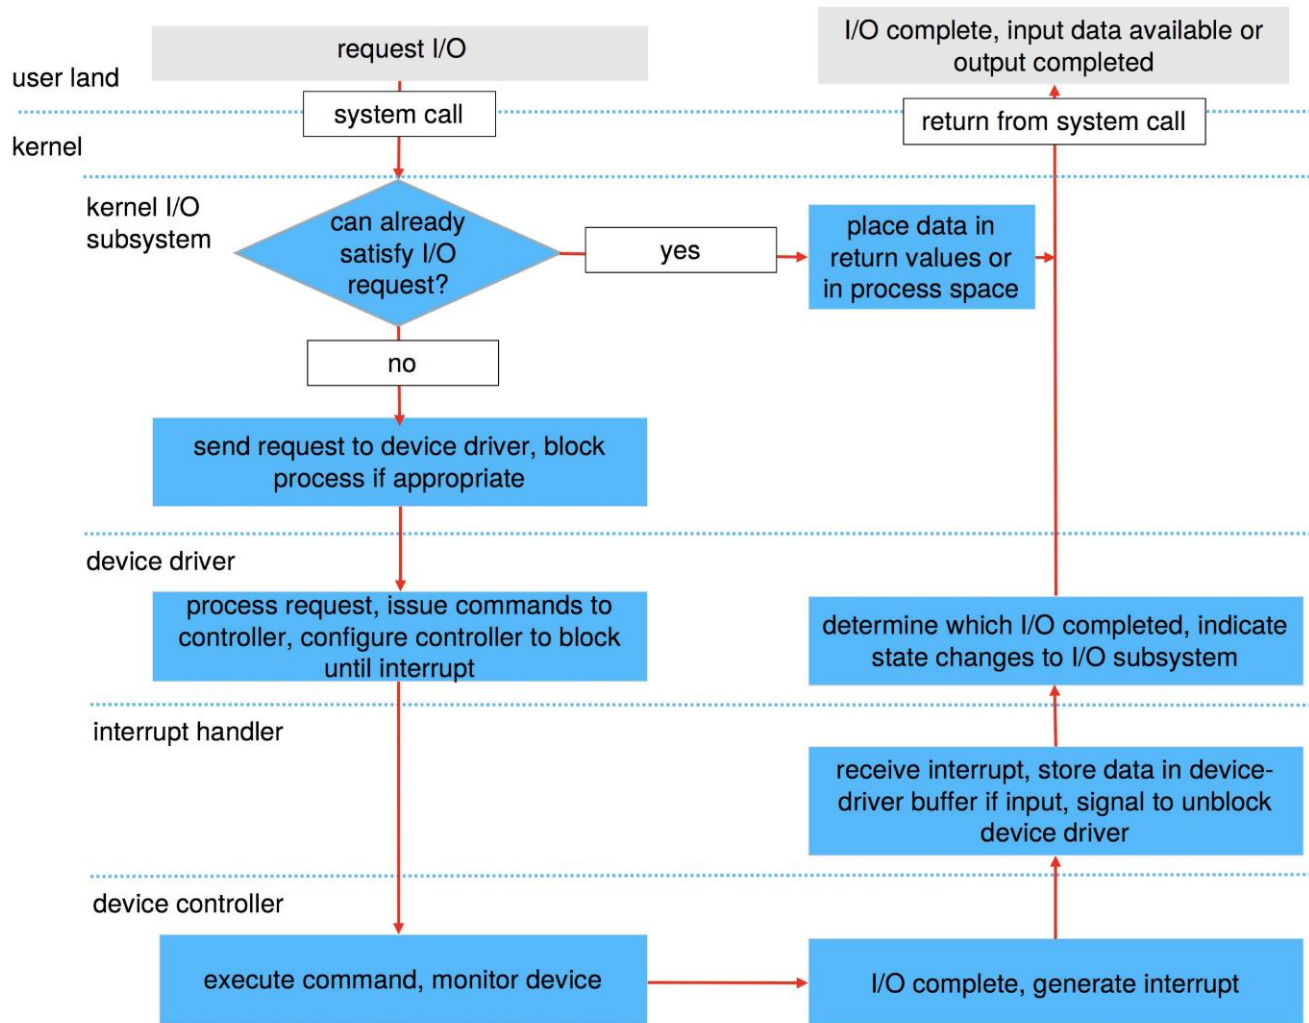 request I/O
I/O complete, input data available or
output completed
user land
system call
return from system call
kernel
kernel I/O
subsystem
can already
satisfy I/O
request?
yes
place data in
return values or
in process space
no
send request to device driver, block
process if appropriate
device driver
process request, issue commands to
controller, configure controller to block
until interrupt
determine which I/O completed, indicate
state changes to I/O subsystem
interrupt handler
receive interrupt, store data in device-
driver buffer if input, signal to unblock
device driver
device controller
execute command, monitor device
I/O complete, generate interrupt